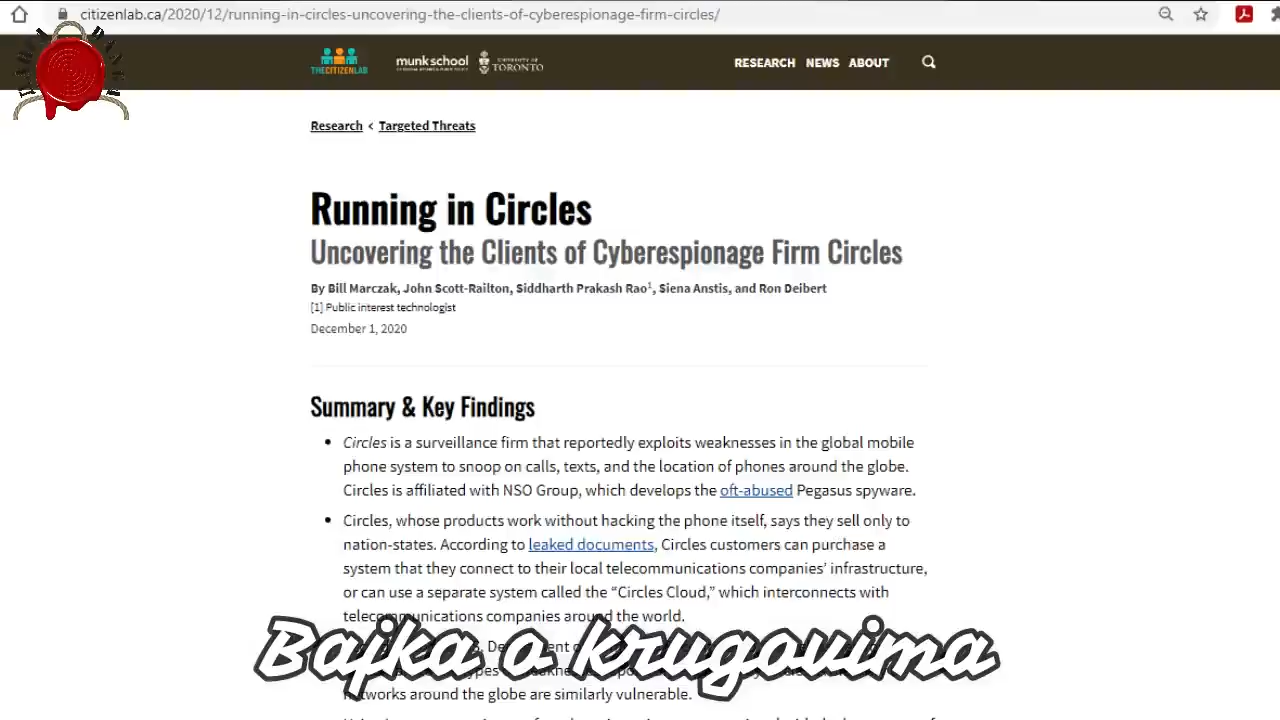 citizenlab.ca/2020/12/running-in-circles-uncovering-the-clients-of-cyberespionage-firm-circles/
THECITIZENLAB
munkschool
UNIVERSITY OF
TORONTO
RESEARCH NEWS ABOUT
Research < Targeted Threats
Running in Circles
Uncovering the Clients of Cyberespionage Firm Circles
By Bill Marczak, John Scott-Railton, Siddharth Prakash Rao1, Siena Anstis, and Ron Deibert
[1] Public interest technologist
December 1, 2020
Summary & Key Findings
• Circles is a surveillance firm that reportedly exploits weaknesses in the global mobile
phone system to snoop on calls, texts, and the location of phones around the globe.
Circles is affiliated with NSO Group, which develops the oft-abused Pegasus spyware.
• Circles, whose products work without hacking the phone itself, says they sell only to
nation-states. According to leaked documents, Circles customers can purchase a
system that they connect to their local telecommunications companies’ infrastructure,
or can use a separate system called the “Circles Cloud,” which interconnects with
telecommunications companies around the world.
Bajka o krugovima
networks around the globe are similarly vulnerable.